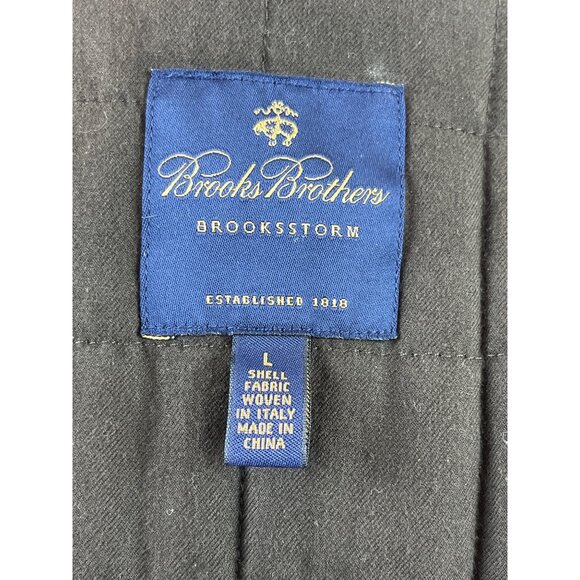 Brooks Brothers
BROOKSSTORM
ESTABLISHED 1818
L
SHELL
FABRIC
WOVEN
IN ITALY
MADE IN
CHINA